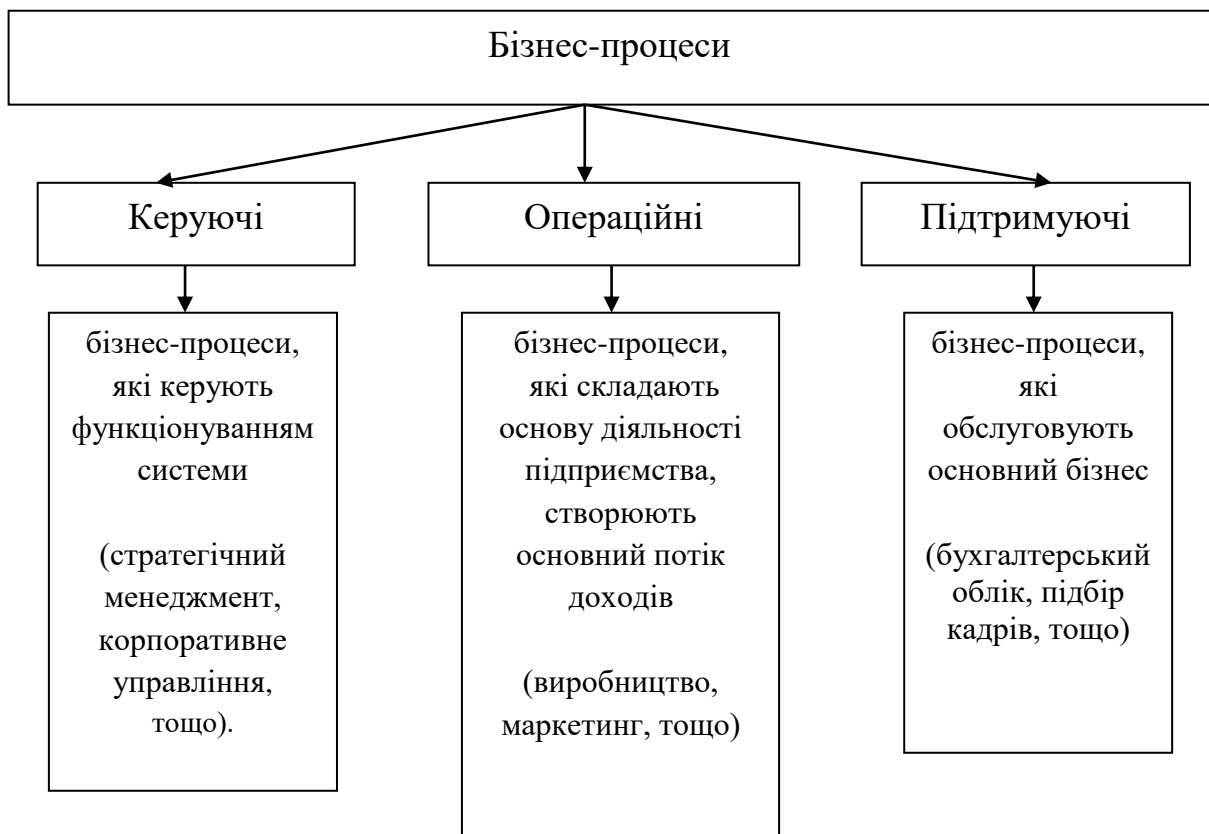 Бізнес-процеси
Керуючі
Операційні
Підтримуючі
бізнес-процеси,
які керують
функціонуванням
системи
(стратегічний
менеджмент,
корпоративне
управління,
тощо).
бізнес-процеси,
які складають
основу діяльності
підприємства,
створюють
основний потік
доходів
(виробництво,
маркетинг, тощо)
бізнес-процеси,
які
обслуговують
основний бізнес
(бухгалтерський
облік, підбір
кадрів, тощо)